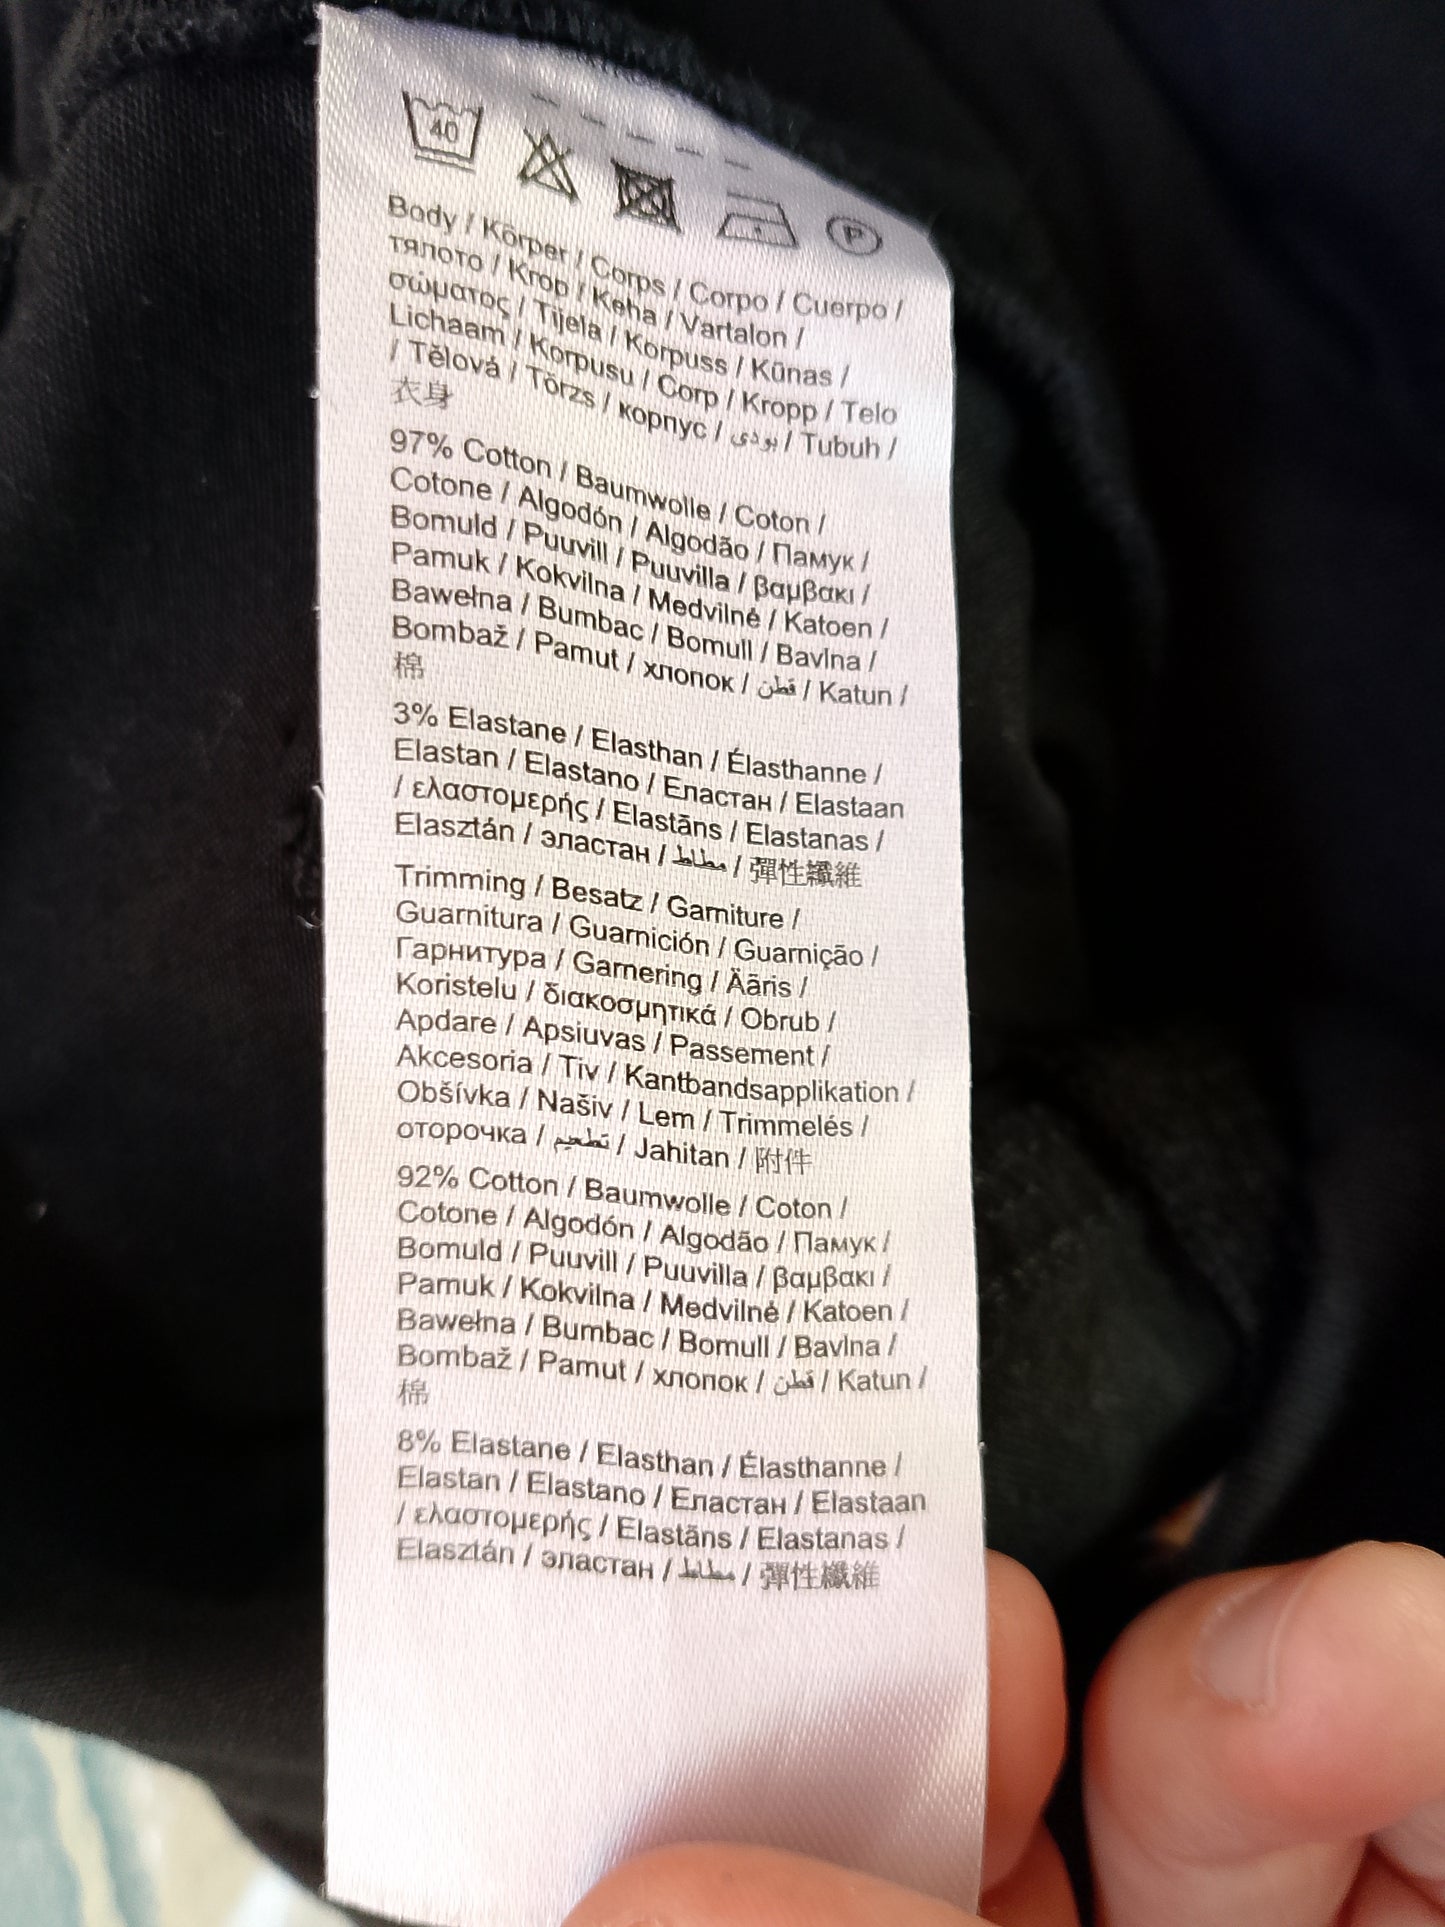 40
P
Body / Körper / Corps / Corpo / Cuerpo /
тялото / Krop / Keha / Vartalon /
σώματος / Tijela / Korpuss / Kūnas /
Lichaam / Korpusu / Corp / Kropp / Telo
/ Tělová / Törzs / корпус / بودى / Tubuh /
衣身
97% Cotton / Baumwolle / Coton /
Cotone / Algodón / Algodão / Памук /
Bomuld / Puuvill / Puuvilla / βαμβακι /
Pamuk / Kokvilna / Medvilnė / Katoen /
Bawełna / Bumbac / Bomull / Bavlna /
Bombaž / Pamut / хлопок / قطن / Katun /
棉
3% Elastane / Elasthan / Élasthanne /
Elastan / Elastano / Еластан / Elastaan
/ ελαστομερής / Elastāns / Elastanas /
Elasztán / эластан / مطاط / 彈性纖維
Trimming / Besatz / Garniture /
Guarnitura / Guarnición / Guarnição /
Гарнитура / Garnering / Ääris /
Koristelu / διακοσμητικά / Obrub /
Apdare / Apsiuvas / Passement /
Akcesoria / Tiv / Kantbandsapplikation /
Obšívka / Našiv / Lem / Trimmelés /
оторочка / تطعيم / Jahitan / 附件
92% Cotton / Baumwolle / Coton /
Cotone / Algodón / Algodão / Памук /
Bomuld / Puuvill / Puuvilla / βαμβακι /
Pamuk / Kokvilna / Medvilnė / Katoen /
Bawełna / Bumbac / Bomull / Bavlna /
Bombaž / Pamut / хлопок / قطن / Katun /
棉
8% Elastane / Elasthan / Élasthanne /
Elastan / Elastano / Еластан / Elastaan
/ ελαστομερής / Elastāns / Elastanas /
Elasztán / эластан / مطاط / 彈性纖維